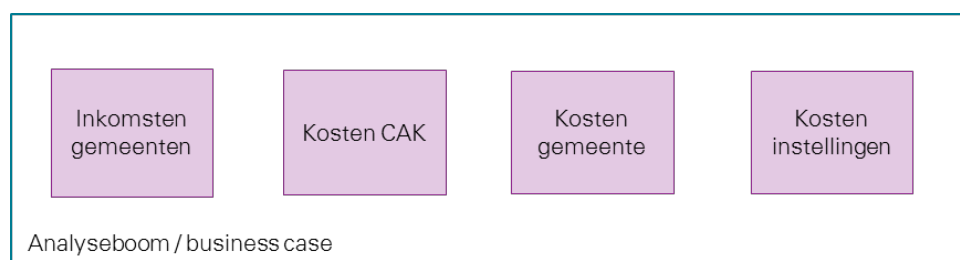 Inkomsten
gemeenten
Kosten CAK
Kosten
gemeente
Kosten
instellingen
Analyseboom / business case